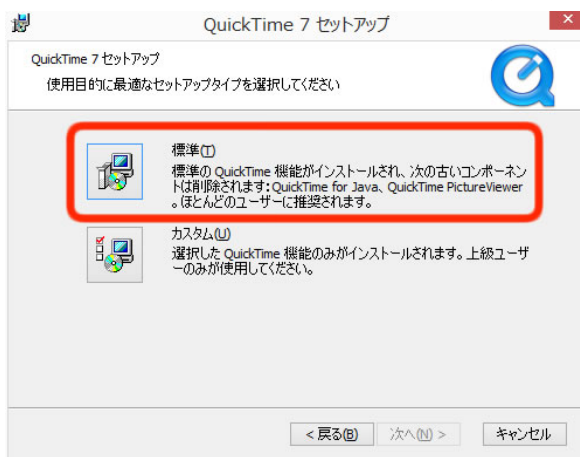 QuickTime 7 セットアップ
QuickTime 7 セットアップ
使用目的に最適なセットアップタイプを選択してください
標準(T)
標準の QuickTime 機能がインストールされ、次の古いコンポーネン
トは削除されます: QuickTime for Java、QuickTime PictureViewer
。ほとんどのユーザーに推奨されます。
カスタム(U)
選択した QuickTime 機能のみがインストールされます。上級ユーザ
ーのみが使用してください。
< 戻る(B) 次へ(N) > キャンセル